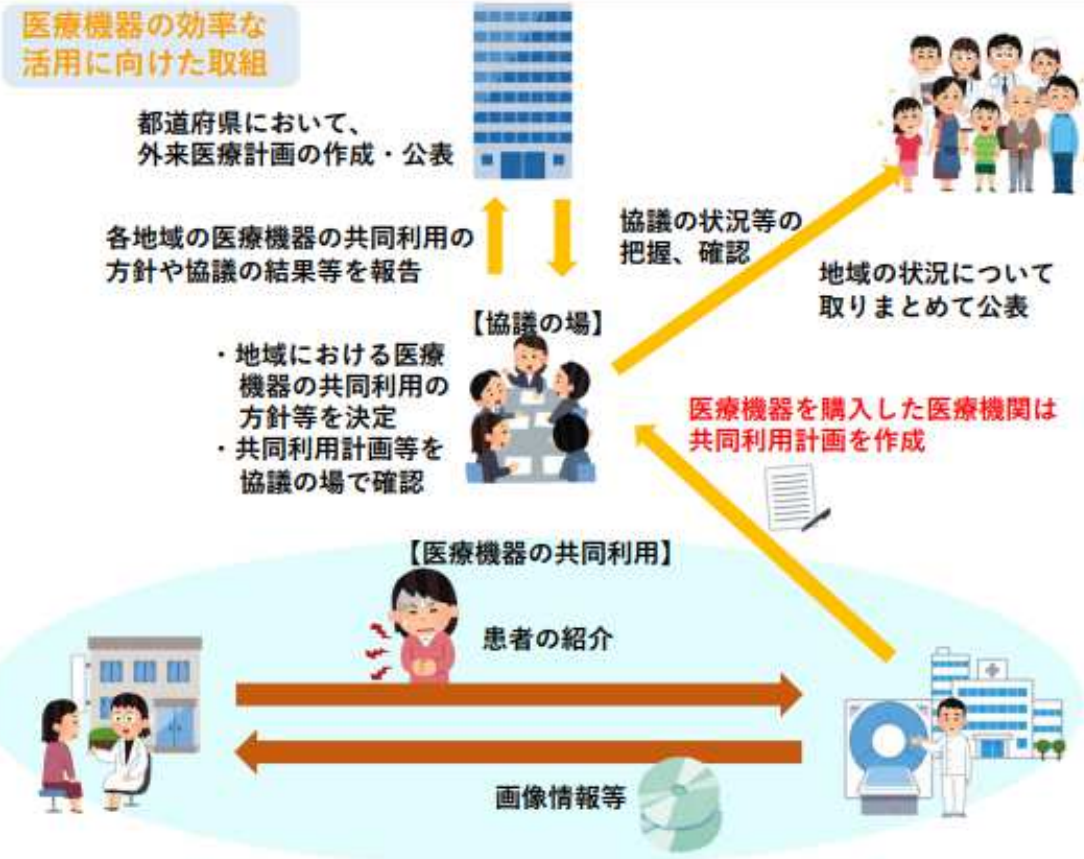 医療機器の効率な
活用に向けた取組
都道府県において、
外来医療計画の作成・公表
各地域の医療機器の共同利用の
方針や協議の結果等を報告
協議の状況等の
把握、確認
地域の状況について
取りまとめて公表
【協議の場】
・地域における医療
機器の共同利用の
方針等を決定
・共同利用計画等を
協議の場で確認
医療機器を購入した医療機関は
共同利用計画を作成
【医療機器の共同利用】
患者の紹介
画像情報等